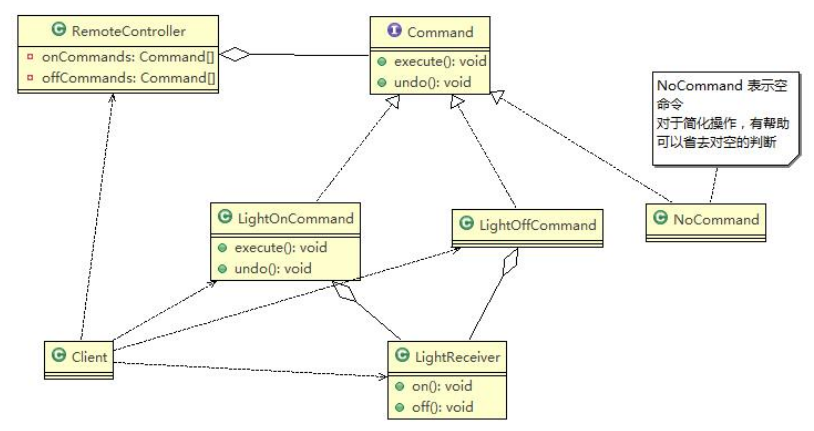 RemoteController
onCommands: Command[]
offCommands: Command[]
I Command
execute(): void
undo(): void
NoCommand 表示空
命令
对于简化操作，有帮助
可以省去对空的判断
C LightOnCommand
execute(): void
undo(): void
C LightOffCommand
C NoCommand
C Client
C LightReceiver
on(): void
off(): void